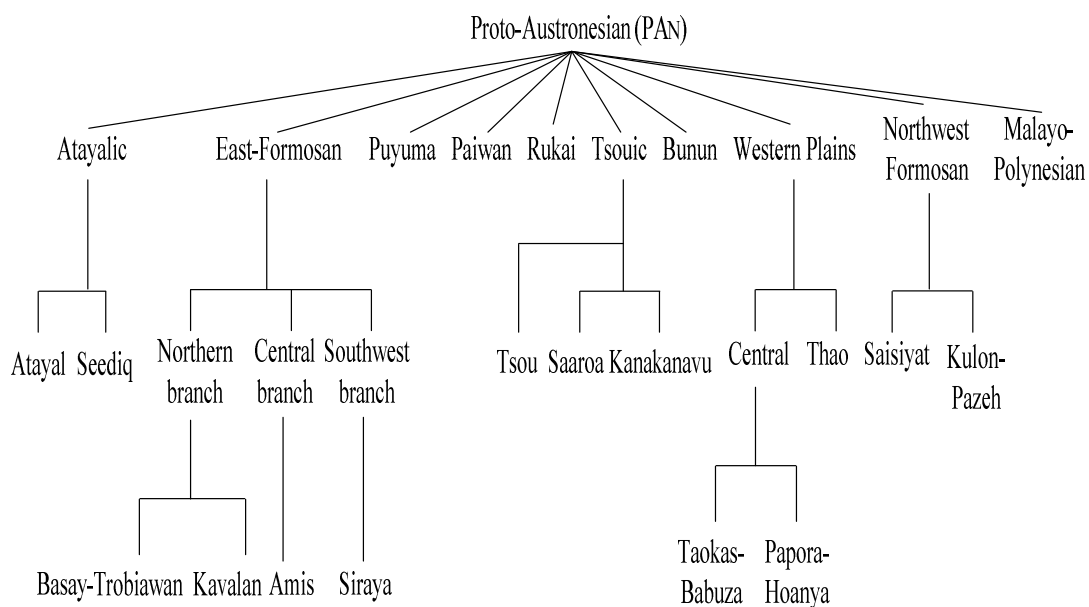 Proto-Austronesian (PAN)
Atayalic East-Formosan Puyuma Paiwan Rukai Tsouic Bunun Western Plains
Northwest
Formosan
Malayo-
Polynesian
Atayal Seediq
Northern
branch
Central
branch
Southwest
branch
Tsou Saaroa Kanakanavu
Central Thao
Saisiyat
Kulon-
Pazeh
Basay-Trobiawan Kavalan Amis Siraya
Taokas-
Babuza
Papora-
Hoanya